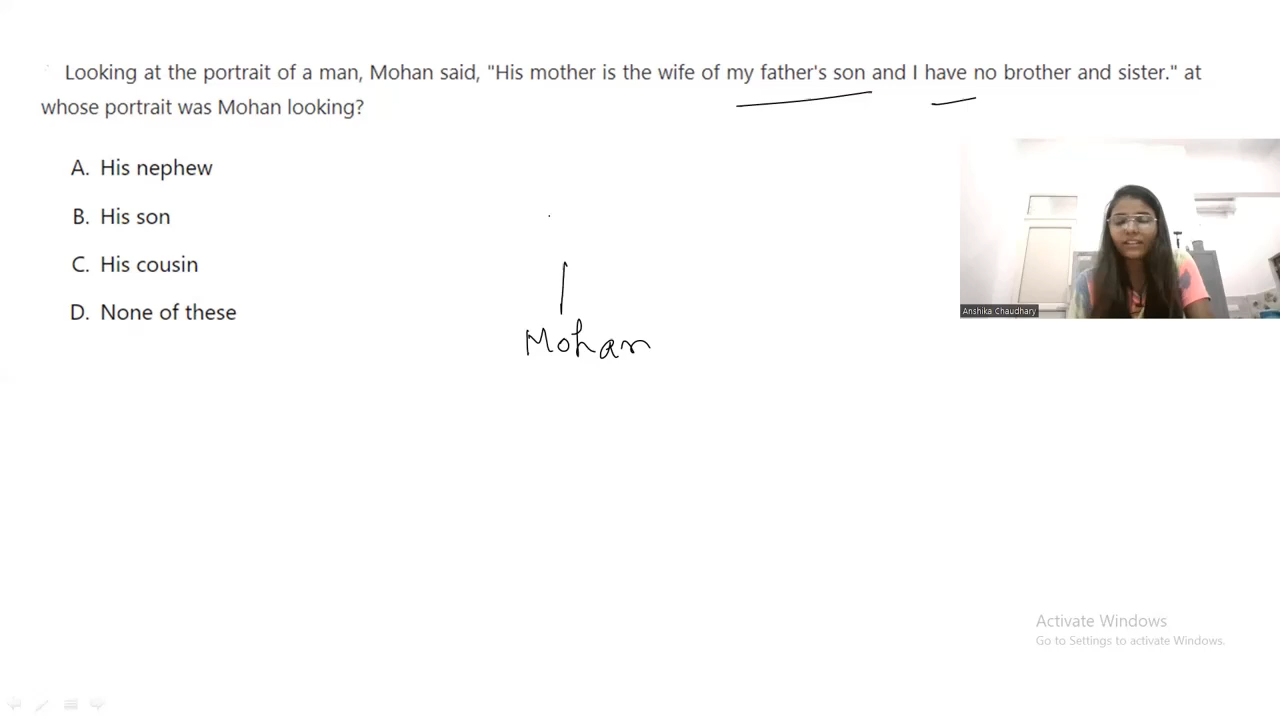 Looking at the portrait of a man, Mohan said, "His mother is the wife of my father's son and I have no brother and sister." at
whose portrait was Mohan looking?
A. His nephew
B. His son
C. His cousin
D. None of these
Mohan
Anshika Chaudhary
Activate Windows
Go to Settings to activate Windows.